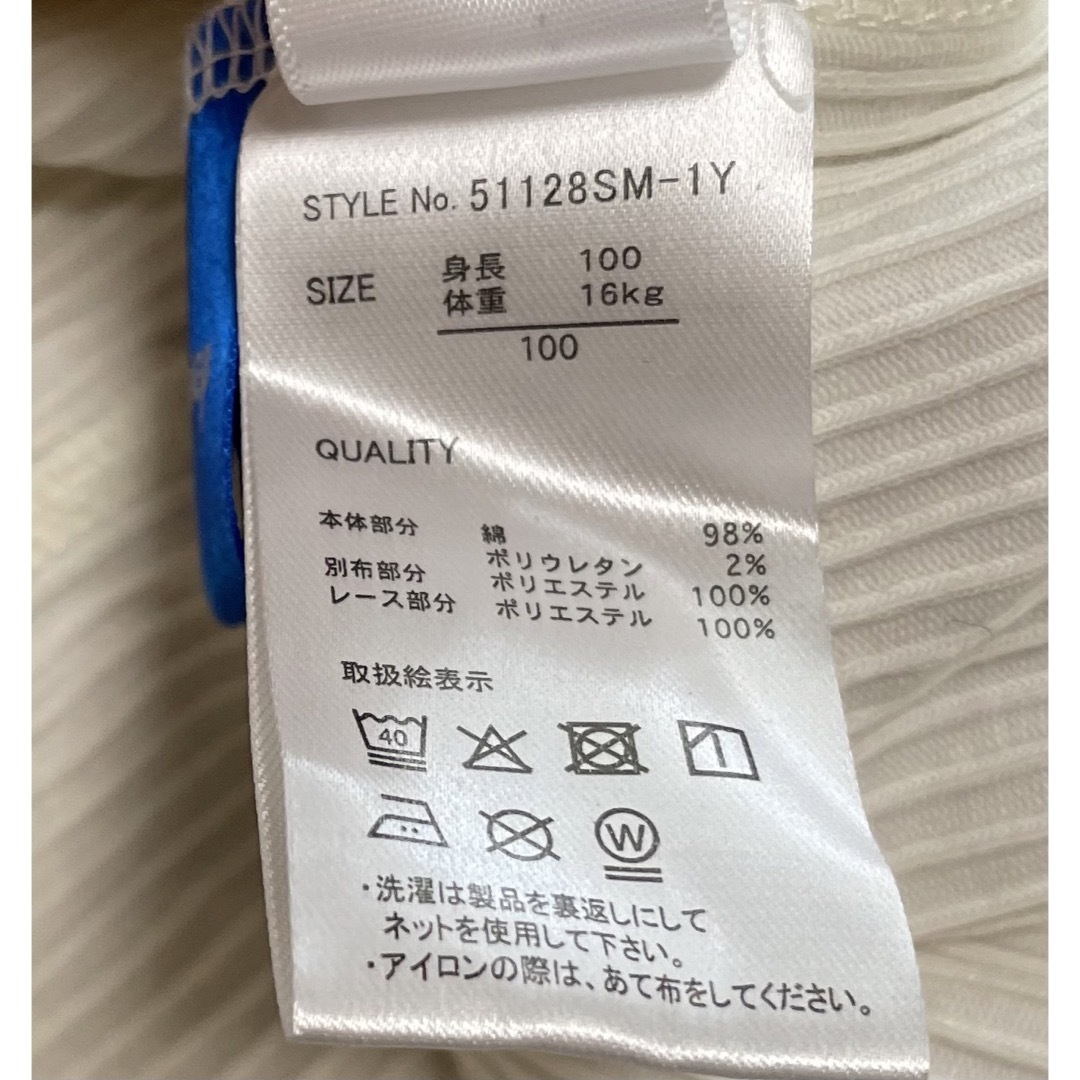 STYLE No. 51128SM-1Y
SIZE 身長 100
体重 16kg
100
QUALITY
本体部分 綿 98%
ポリウレタン 2%
別布部分 ポリエステル 100%
レース部分 ポリエステル 100%
取扱絵表示
40
W
・洗濯は製品を裏返しにして
ネットを使用して下さい。
・アイロンの際は、あて布をしてください。